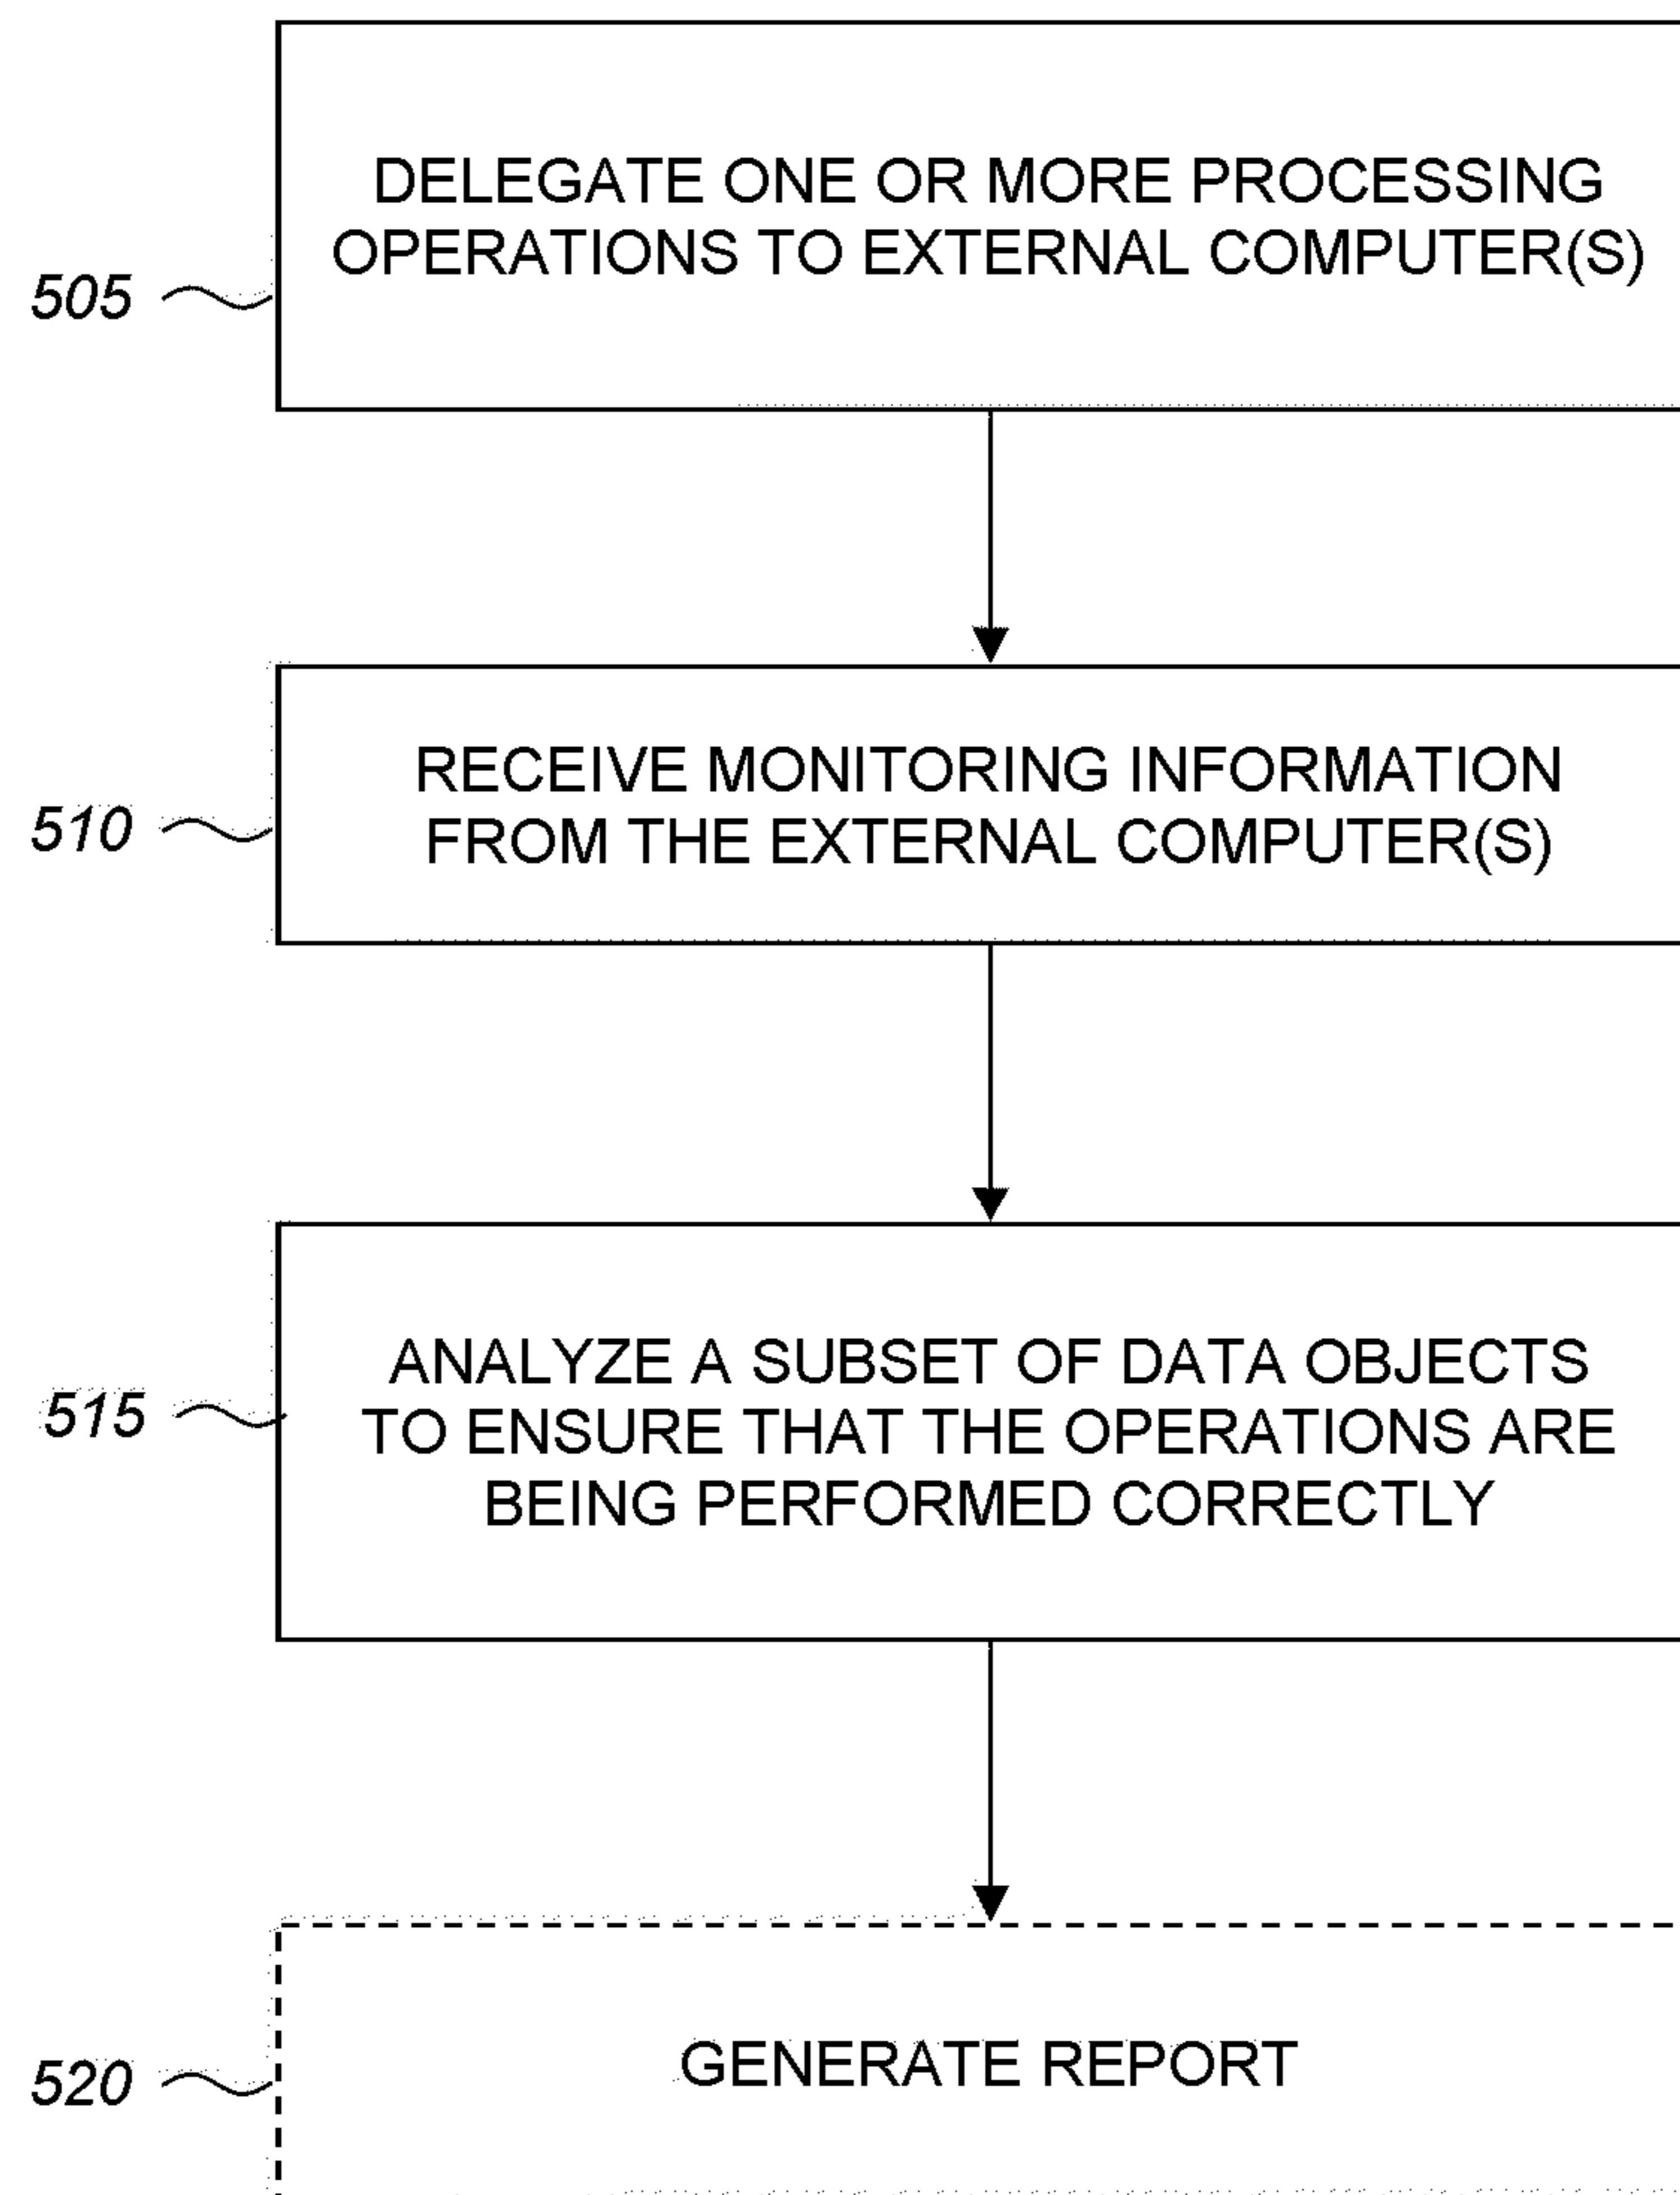 DELEGATE ONE OR MORE PROCESSING
OPERATIONS TO EXTERNAL COMPUTER(S)
505
RECEIVE MONITORING INFORMATION
FROM THE EXTERNAL COMPUTER(S)
510
ANALYZE A SUBSET OF DATA OBJECTS
TO ENSURE THAT THE OPERATIONS ARE
BEING PERFORMED CORRECTLY
515
GENERATE REPORT
520